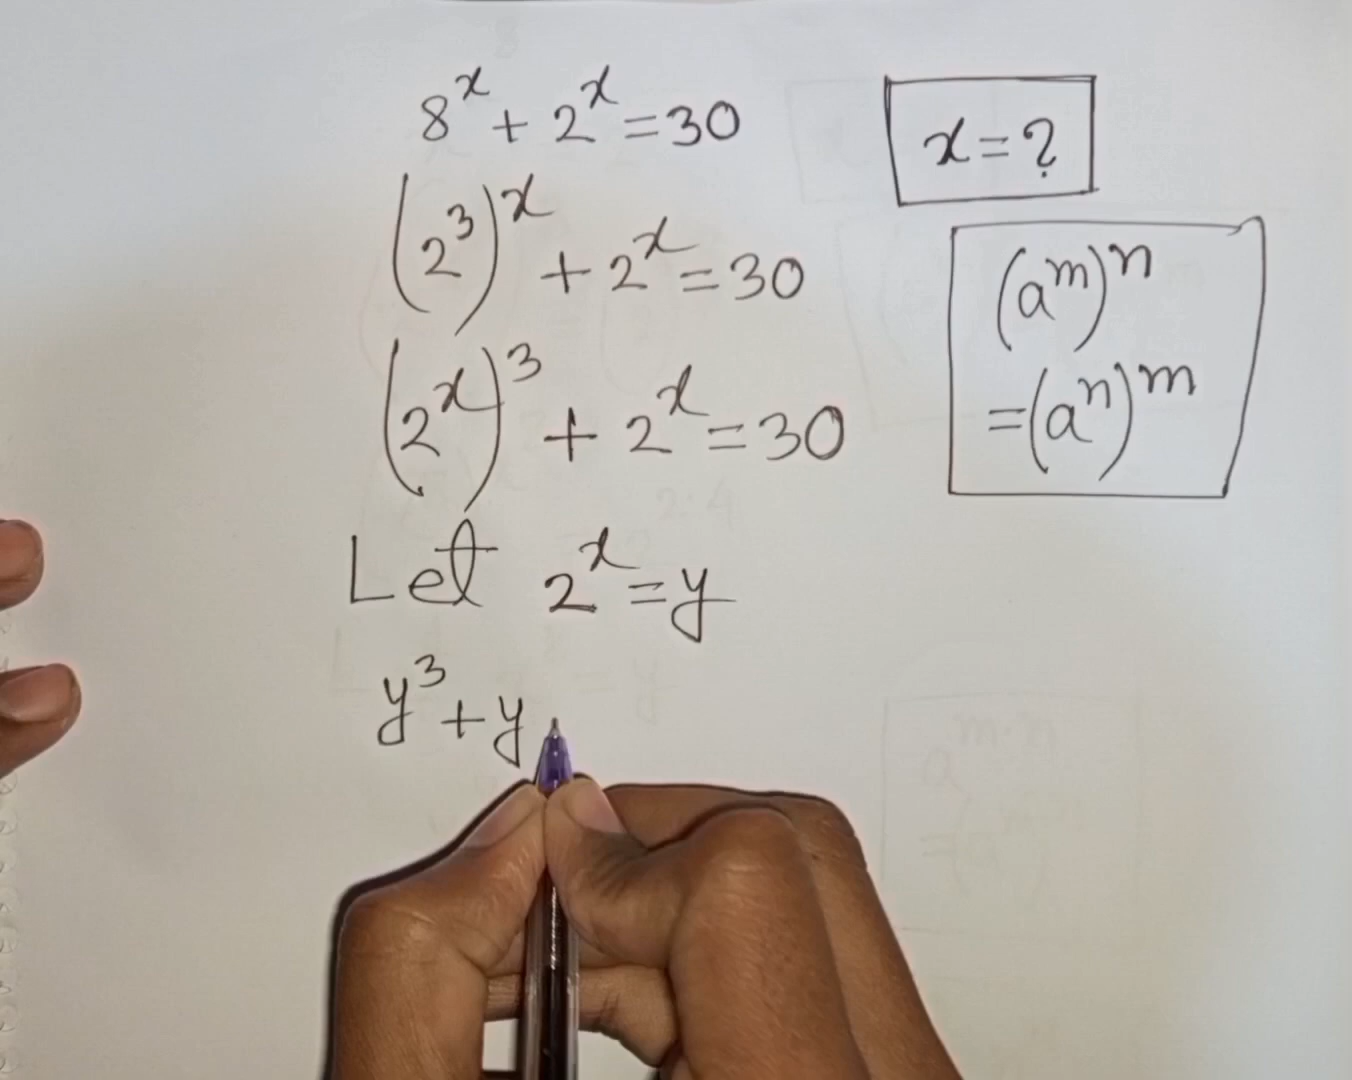 8^x + 2^x = 30
x = ?
(2^3)^x + 2^x = 30
(2^x)^3 + 2^x = 30
(a^m)^n
= (a^n)^m
Let 2^x = y
y^3 + y